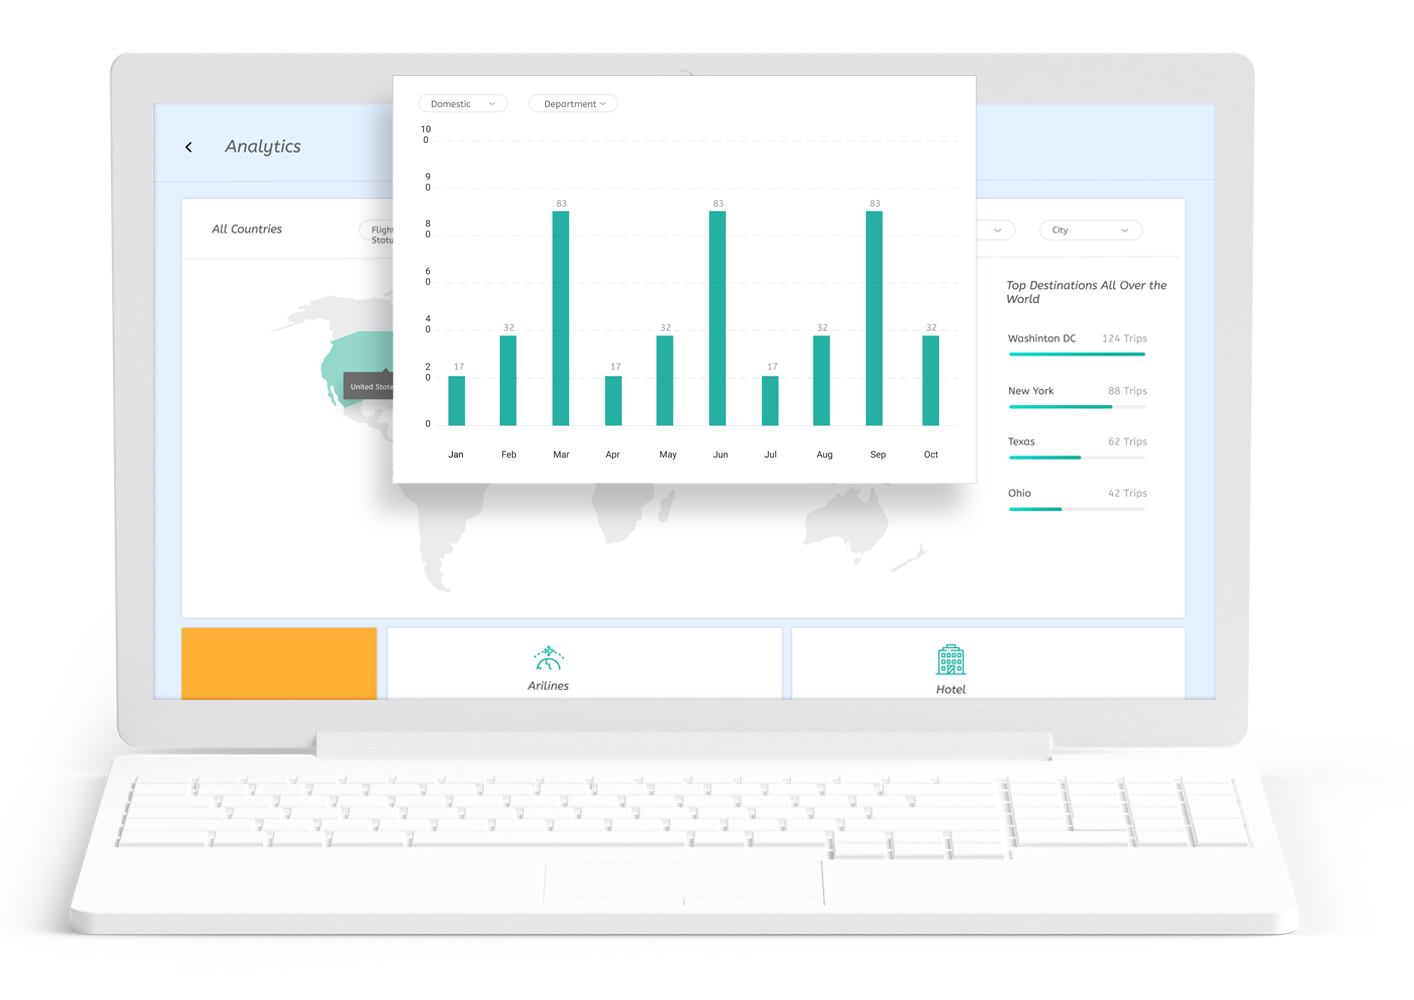 Domestic
Department
10
0
9
0
8
0
6
0
4
0
2
0
0
83
83
83
32
32
32
32
17
17
17
Jan Feb Mar Apr May Jun Jul Aug Sep Oct
Analytics
All Countries
City
United State
Top Destinations All Over the
World
Washinton DC 124 Trips
New York 88 Trips
Texas 62 Trips
Ohio 42 Trips
Arilines
Hotel